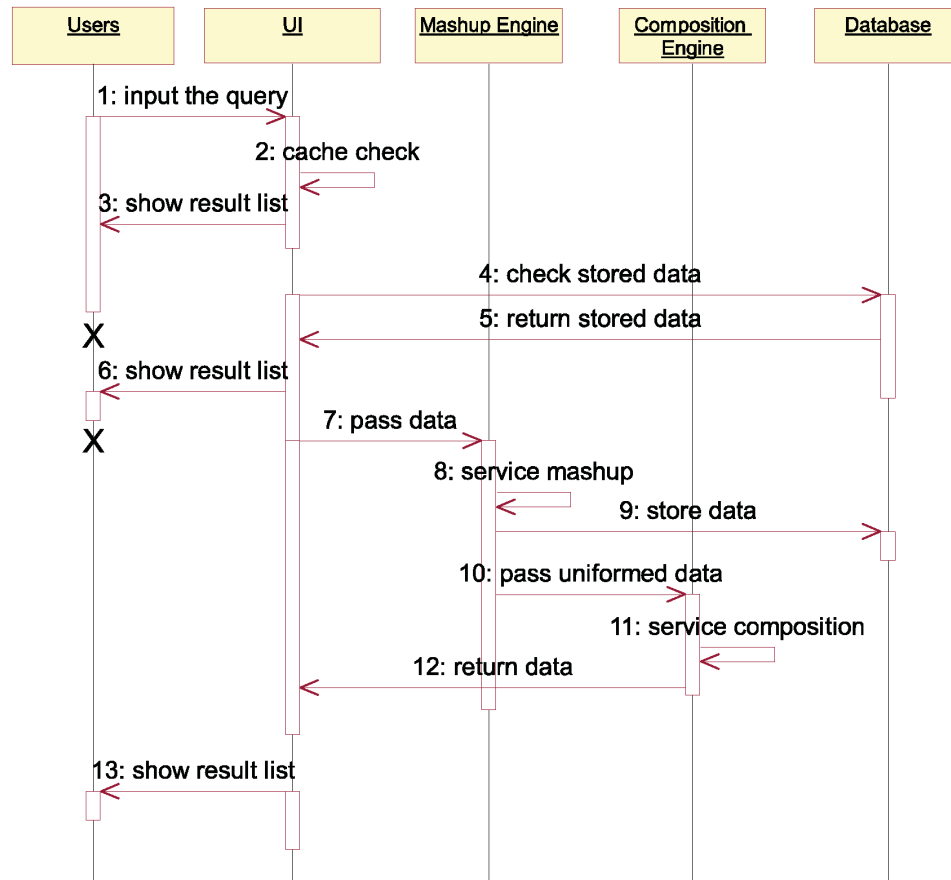 Users
UI
Mashup Engine
Composition
Engine
Database
1: input the query
2: cache check
3: show result list
4: check stored data
5: return stored data
X
6: show result list
7: pass data
X
8: service mashup
9: store data
10: pass uniformed data
11: service composition
12: return data
13: show result list